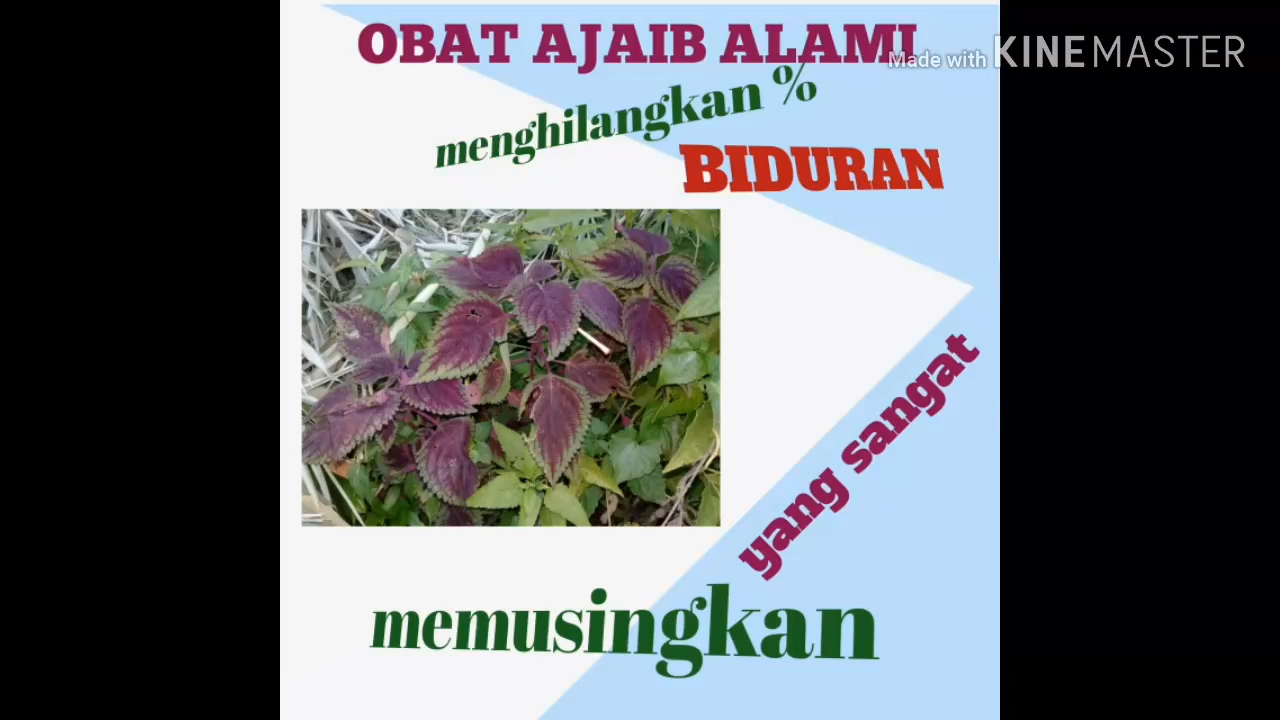 OBAT AJAIB ALAMI
Made with KINEMASTER
menghilangkan %
BIDURAN
yang sangat
memusingkan